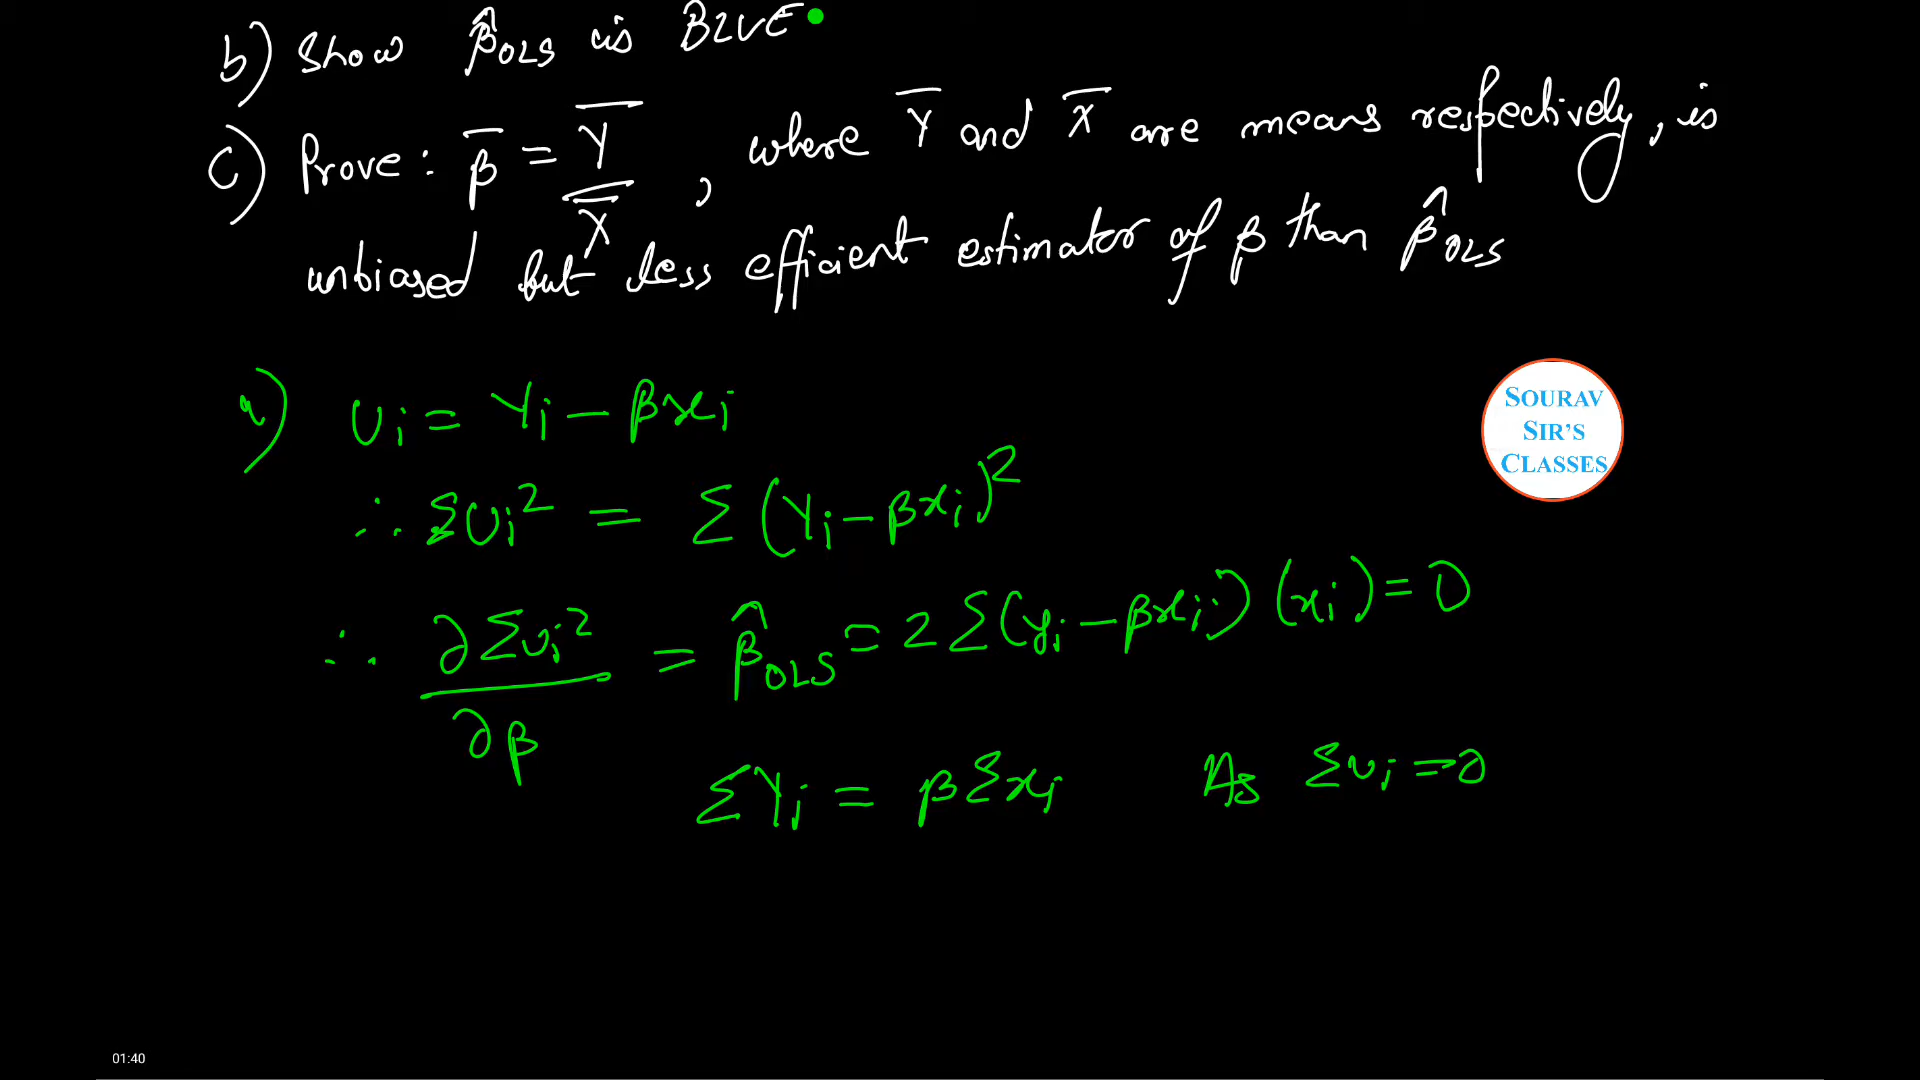 b) Show β̂OLS is BLUE
c) Prove: β̅ = Y̅ / X̅, where Y̅ and X̅ are means respectively, is
unbiased but less efficient estimator of β than β̂OLS
SOURAV
SIR'S
CLASSES
a) Ui = Yi − βxi
∴ ΣUi² = Σ (Yi − βxi)²
∴ ∂Σui² / ∂β = β̂OLS = 2 Σ(yi − βxi) (xi) = 0
ΣYi = βΣxi As Σui = 0
01:40